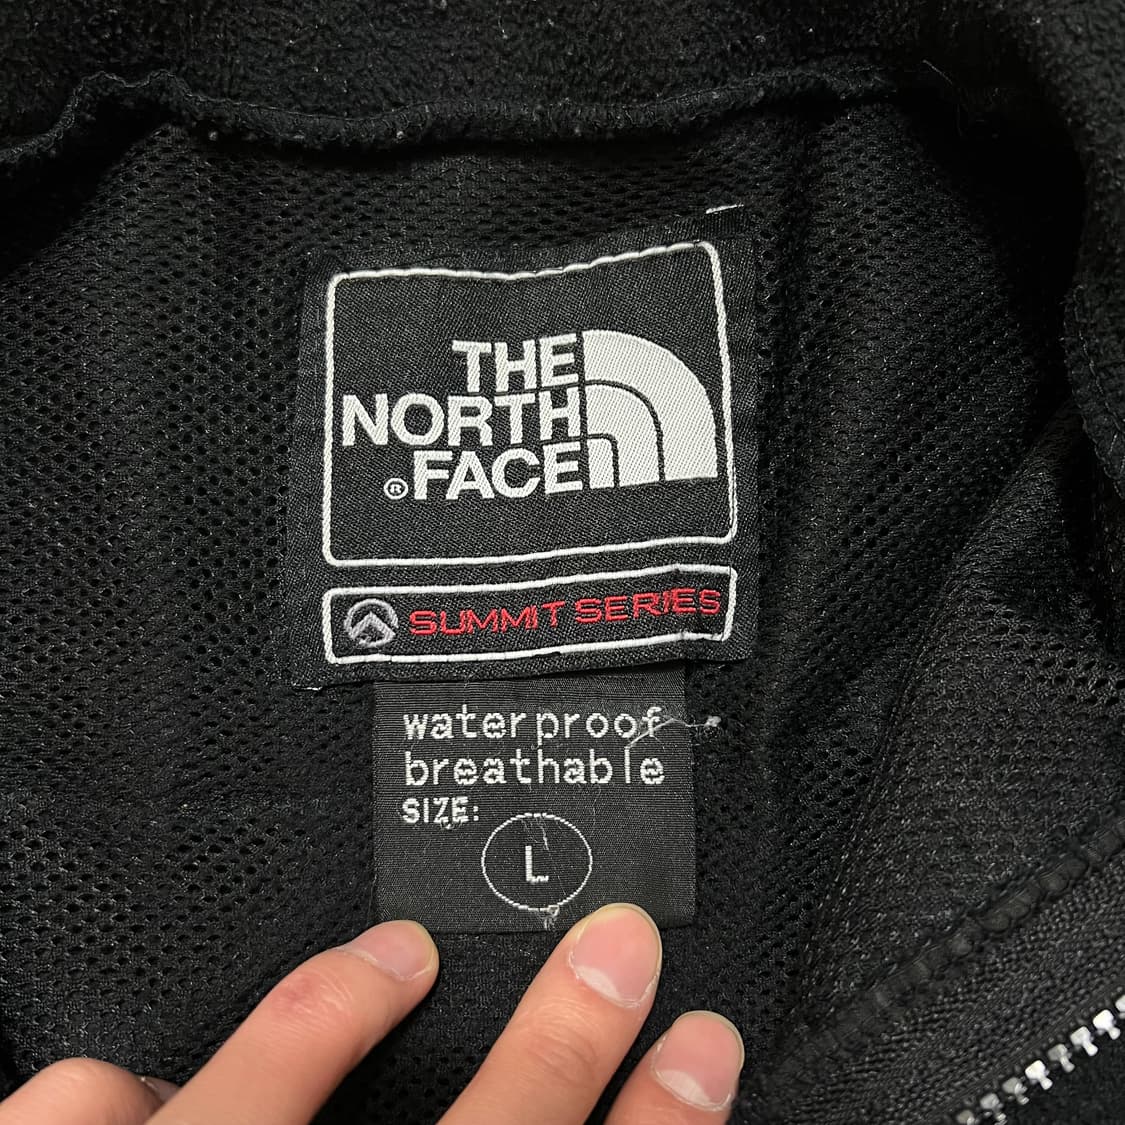 THE
NORTH
® FACE
SUMMIT SERIES
waterproof
breathable
SIZE:
L